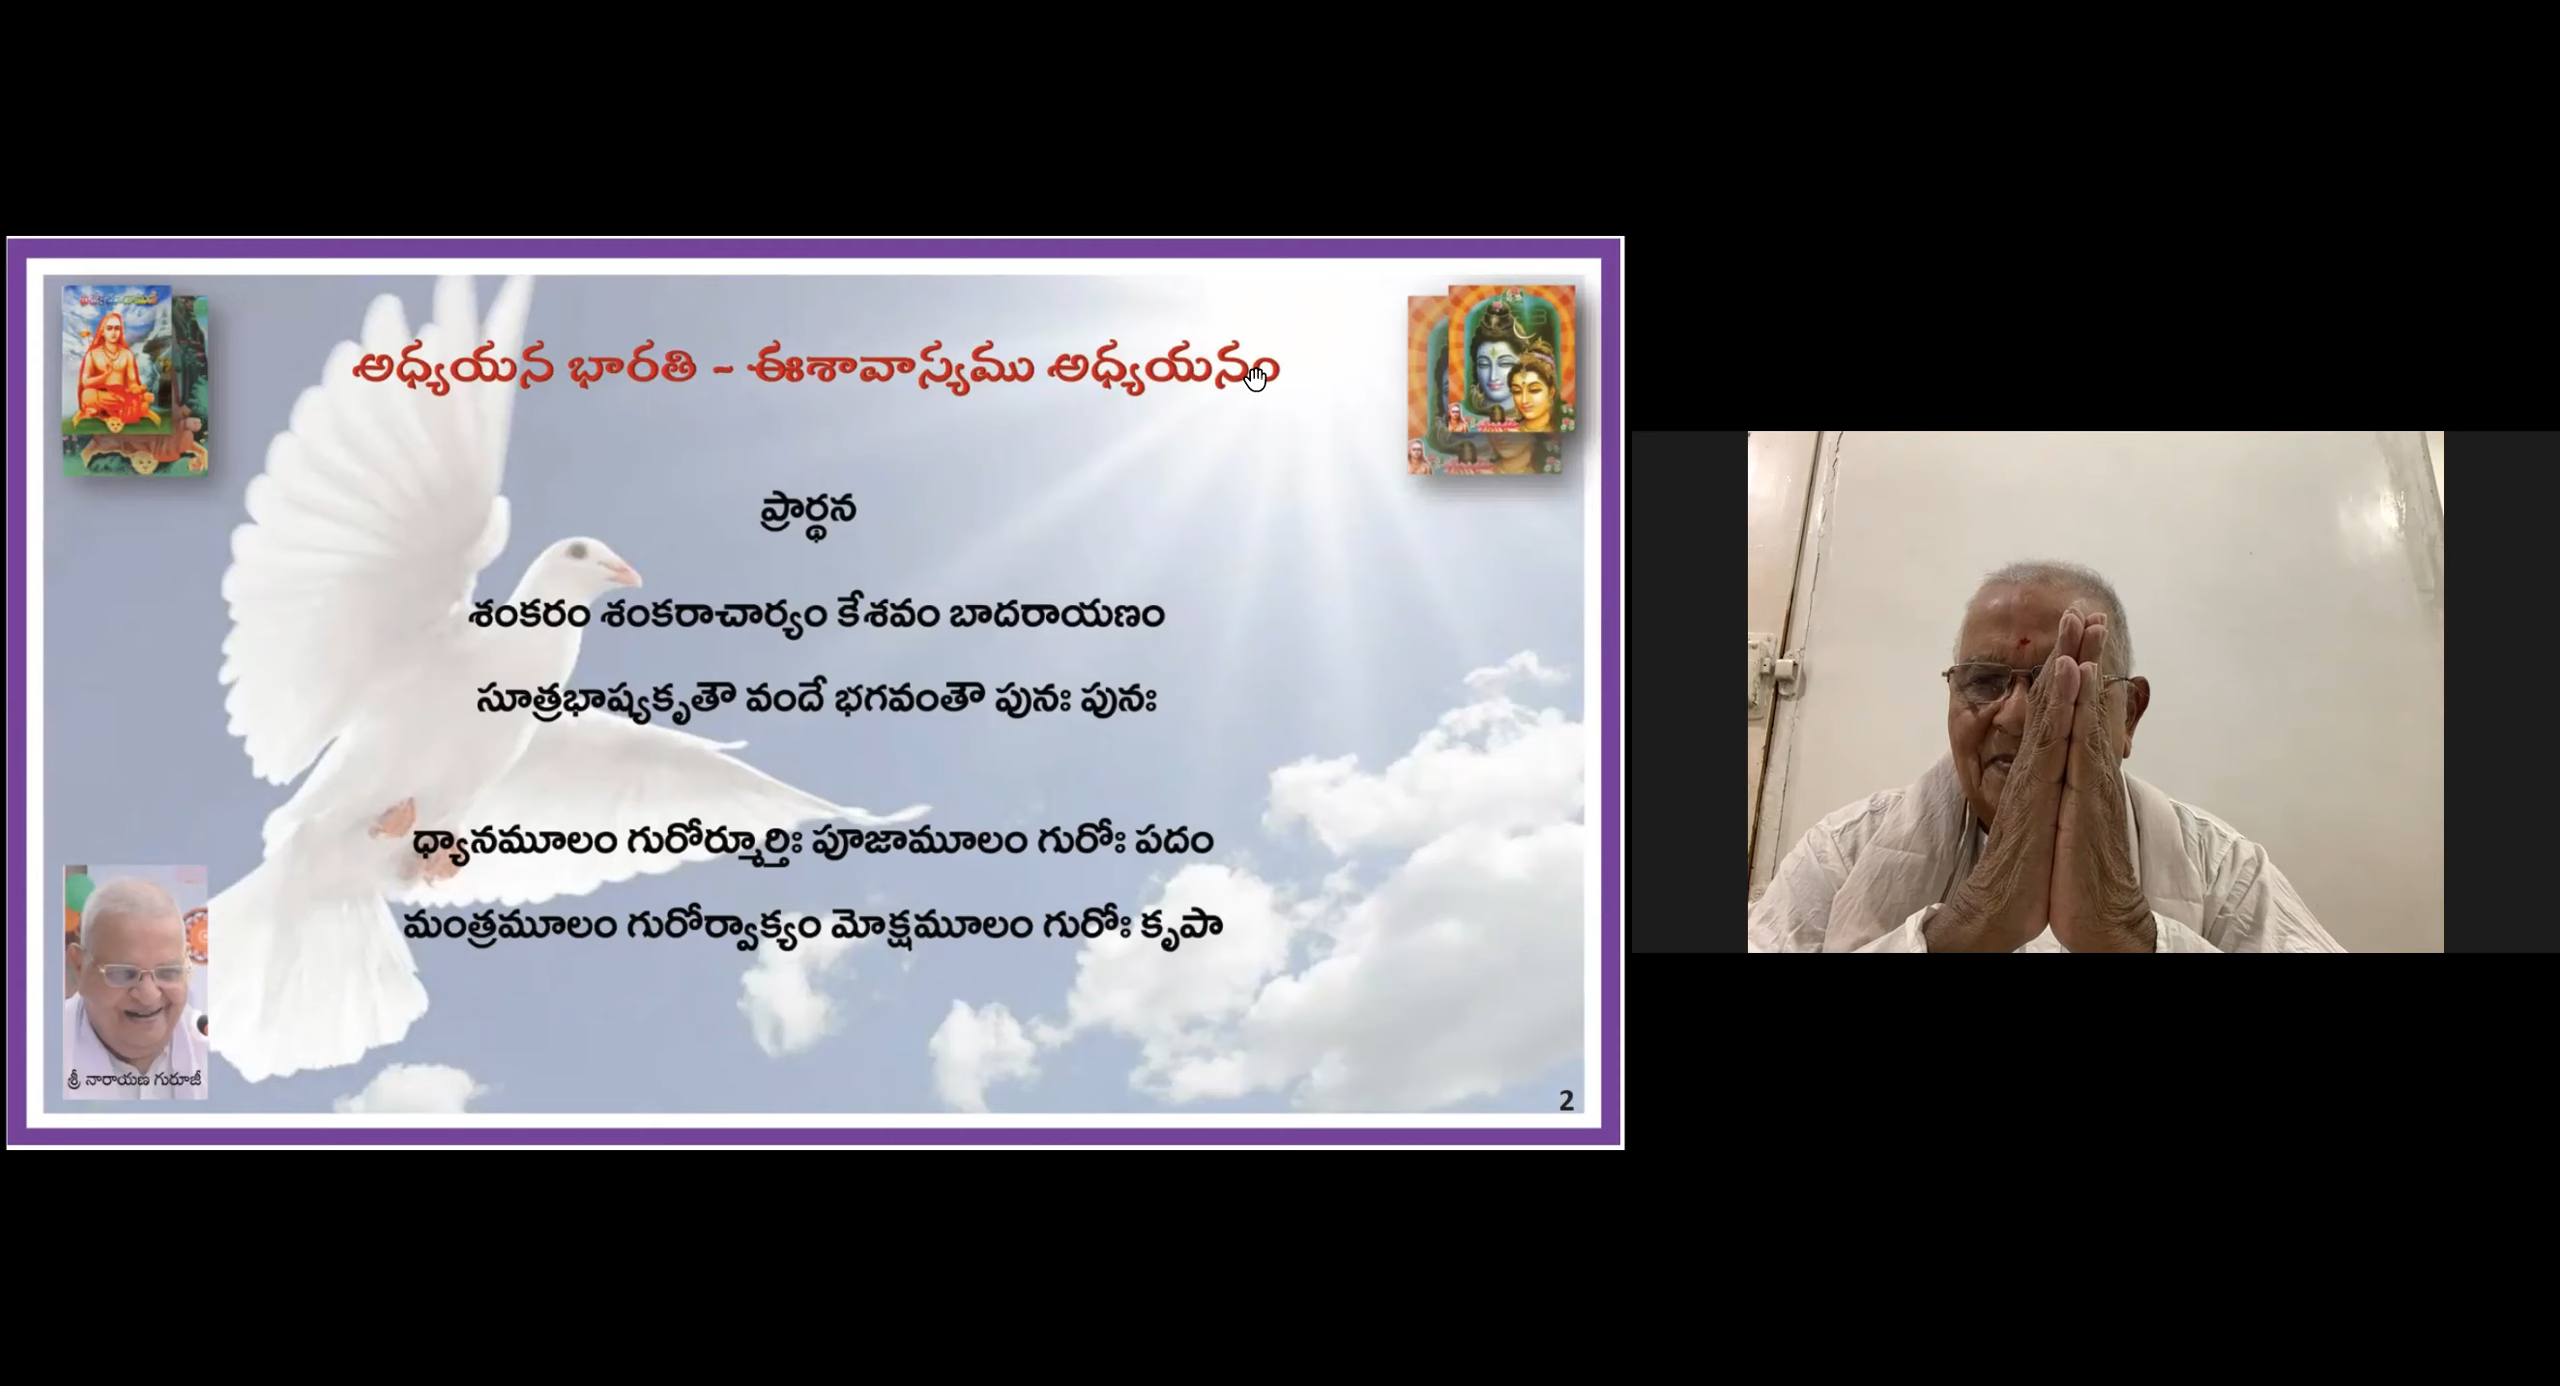 అధ్యయన భారతి - ఈశావాస్యము అధ్యయనం
ప్రార్థన
శంకరం శంకరాచార్యం కేశవం బాదరాయణం
సూత్రభాష్యకృతౌ వందే భగవంతౌ పునః పునః
ధ్యానమూలం గురోర్మూర్తిః పూజామూలం గురోః పదం
మంత్రమూలం గురోర్వాక్యం మోక్షమూలం గురోః కృపా
శ్రీ నారాయణ గురూజీ
2